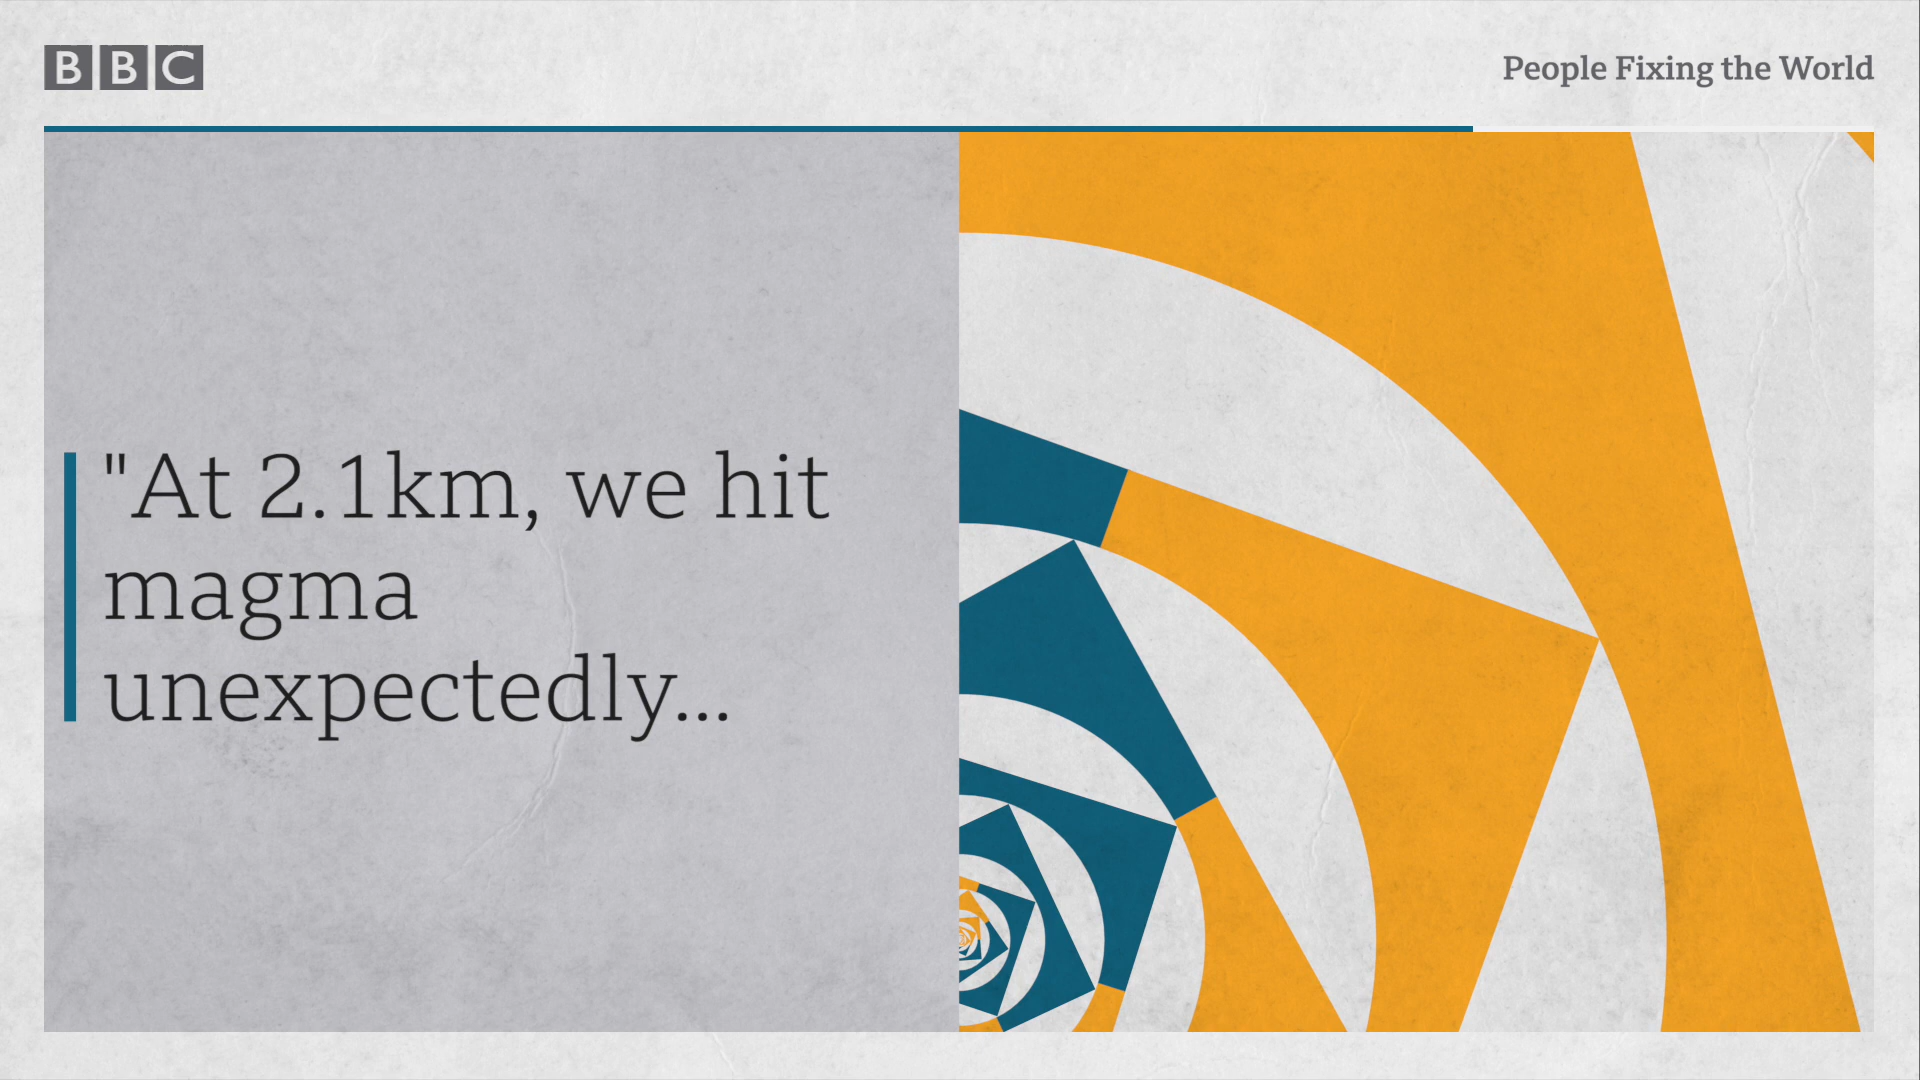 BBC
People Fixing the World
"At 2.1km, we hit
magma
unexpectedly...